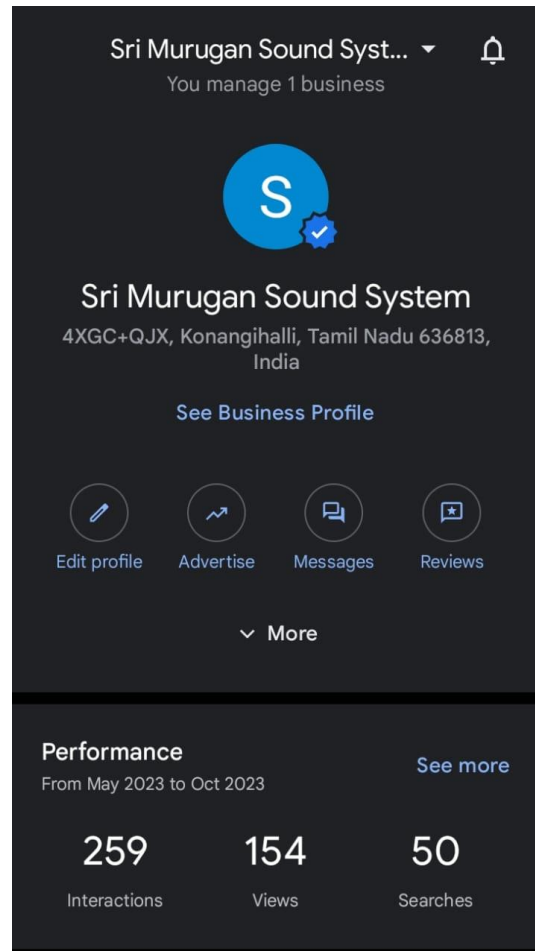 Sri Murugan Sound Syst...
You manage 1 business
S
Sri Murugan Sound System
4XGC+QJX, Konangihalli, Tamil Nadu 636813,
India
See Business Profile
Edit profile Advertise Messages Reviews
More
Performance
See more
From May 2023 to Oct 2023
259 154 50
Interactions Views Searches